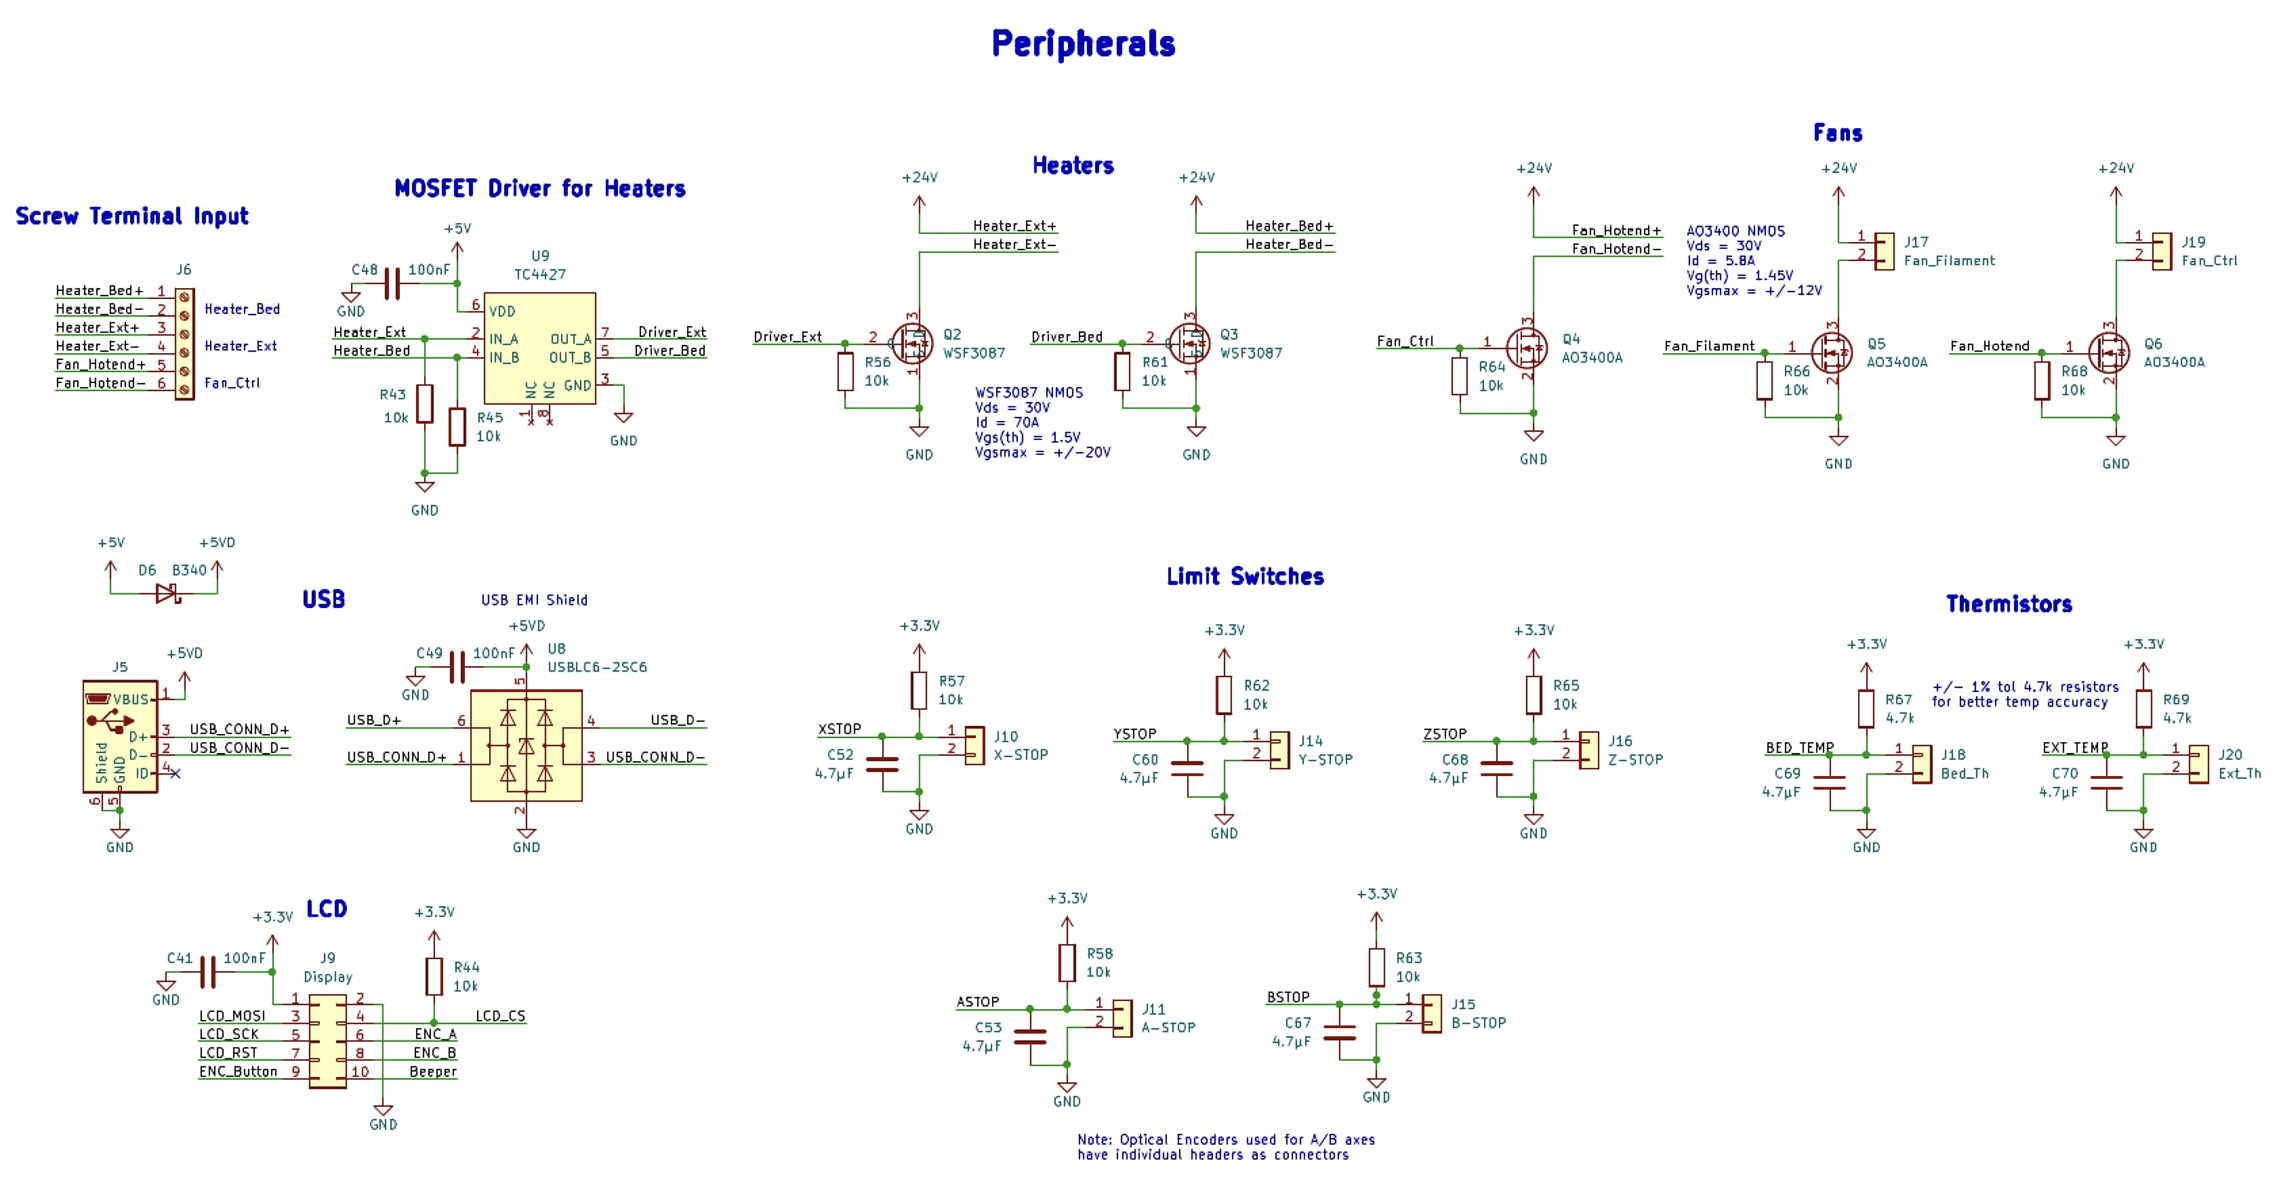 Peripherals
Screw Terminal Input
J6
Heater_Bed+ 1
Heater_Bed- 2 Heater_Bed
Heater_Ext+ 3
Heater_Ext- 4 Heater_Ext
Fan_Hotend+ 5
Fan_Hotend- 6 Fan_Ctrl
MOSFET Driver for Heaters
+5V
C48 100nF
GND
U9
TC4427
6 VDD
Heater_Ext 2 IN_A OUT_A 7 Driver_Ext
Heater_Bed 4 IN_B OUT_B 5 Driver_Bed
GND 3
NC NC
1 8
R43
10k
R45
10k
GND
GND
Heaters
+24V
Heater_Ext+
Heater_Ext-
3
Driver_Ext 2
Q2
WSF3087
R56
10k
1
GND
+24V
Heater_Bed+
Heater_Bed-
3
Driver_Bed 2
Q3
WSF3087
R61
10k
1
GND
WSF3087 NMOS
Vds = 30V
Id = 70A
Vgs(th) = 1.5V
Vgsmax = +/-20V
Fans
+24V
Fan_Hotend+
Fan_Hotend-
3
Fan_Ctrl 1
Q4
AO3400A
R64
10k
2
GND
AO3400 NMOS
Vds = 30V
Id = 5.8A
Vg(th) = 1.45V
Vgsmax = +/-12V
+24V
1 J17
2 Fan_Filament
3
Fan_Filament 1
Q5
AO3400A
R66
10k
2
GND
+24V
1 J19
2 Fan_Ctrl
3
Fan_Hotend 1
Q6
AO3400A
R68
10k
2
GND
+5V +5VD
D6 B340
USB
+5VD
J5
VBUS 1
D+ 3 USB_CONN_D+
D- 2 USB_CONN_D-
ID 4
Shield
GND
6 5
GND
USB EMI Shield
+5VD
C49 100nF
GND
U8
USBLC6-2SC6
5
USB_D+ 6 4 USB_D-
USB_CONN_D+ 1 3 USB_CONN_D-
2
GND
Limit Switches
+3.3V
R57
10k
XSTOP 1 J10
2 X-STOP
C52
4.7µF
GND
+3.3V
R62
10k
YSTOP 1 J14
2 Y-STOP
C60
4.7µF
GND
+3.3V
R65
10k
ZSTOP 1 J16
2 Z-STOP
C68
4.7µF
GND
Thermistors
+3.3V
R67
4.7k
+/- 1% tol 4.7k resistors
for better temp accuracy
BED_TEMP 1 J18
2 Bed_Th
C69
4.7µF
GND
+3.3V
R69
4.7k
EXT_TEMP 1 J20
2 Ext_Th
C70
4.7µF
GND
LCD
+3.3V
C41 100nF
GND
J9
Display
+3.3V
R44
10k
1 2
LCD_MOSI 3 4 LCD_CS
LCD_SCK 5 6 ENC_A
LCD_RST 7 8 ENC_B
ENC_Button 9 10 Beeper
GND
+3.3V
R58
10k
ASTOP 1 J11
2 A-STOP
C53
4.7µF
GND
+3.3V
R63
10k
BSTOP 1 J15
2 B-STOP
C67
4.7µF
GND
Note: Optical Encoders used for A/B axes
have individual headers as connectors